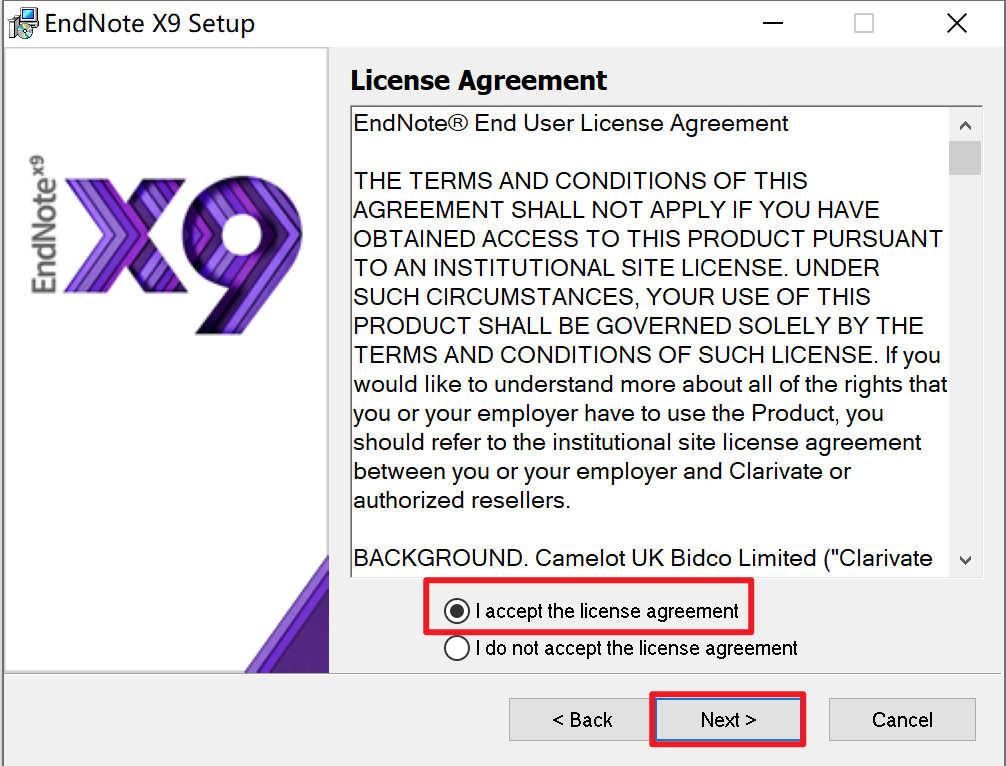 EndNote X9 Setup
EndNote X9
X9
License Agreement
EndNote® End User License Agreement
THE TERMS AND CONDITIONS OF THIS
AGREEMENT SHALL NOT APPLY IF YOU HAVE
OBTAINED ACCESS TO THIS PRODUCT PURSUANT
TO AN INSTITUTIONAL SITE LICENSE. UNDER
SUCH CIRCUMSTANCES, YOUR USE OF THIS
PRODUCT SHALL BE GOVERNED SOLELY BY THE
TERMS AND CONDITIONS OF SUCH LICENSE. If you
would like to understand more about all of the rights that
you or your employer have to use the Product, you
should refer to the institutional site license agreement
between you or your employer and Clarivate or
authorized resellers.
BACKGROUND. Camelot UK Bidco Limited ("Clarivate
I accept the license agreement
I do not accept the license agreement
< Back
Next >
Cancel